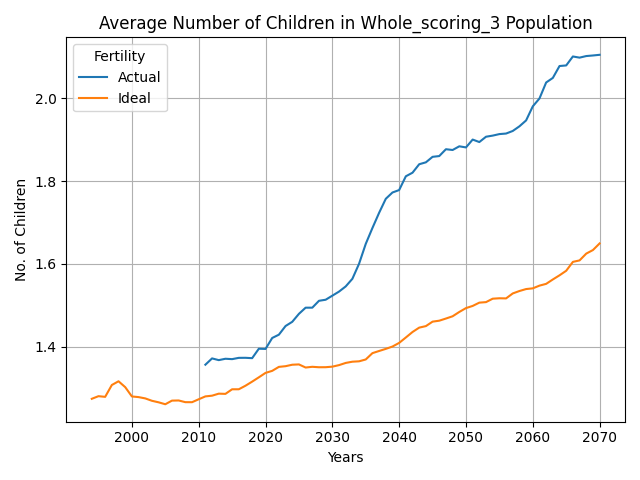 Average Number of Children in Whole_scoring_3 Population
Fertility
Actual
Ideal
No. of Children
2.0
1.8
1.6
1.4
2000 2010 2020 2030 2040 2050 2060 2070
Years